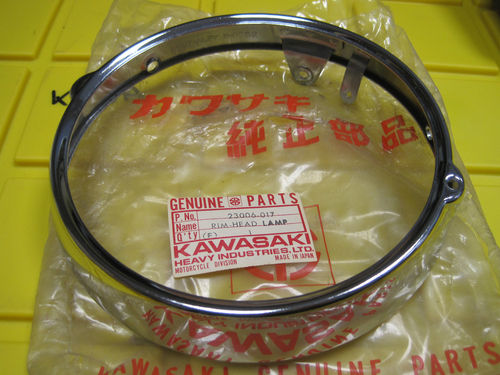 カワサキ
純正部品
GENUINE PARTS
P.No. 23006-017
Name RIM-HEAD LAMP
Q'ty (F)
KAWASAKI
HEAVY INDUSTRIES, LTD.
MOTORCYCLE DIVISION MADE IN JAPAN
KAWASAKI GENUINE PARTS